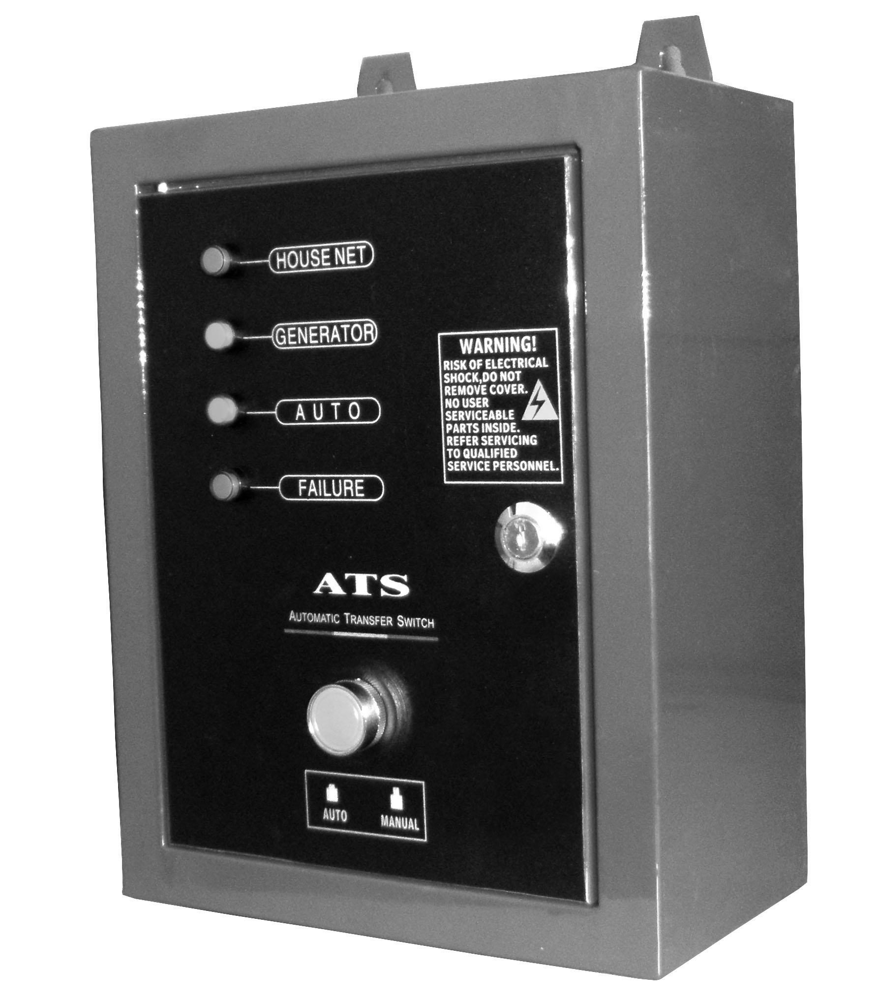 HOUSE NET
GENERATOR
AUTO
FAILURE
WARNING!
RISK OF ELECTRICAL
SHOCK,DO NOT
REMOVE COVER.
NO USER
SERVICEABLE
PARTS INSIDE.
REFER SERVICING
TO QUALIFIED
SERVICE PERSONNEL.
ATS
AUTOMATIC TRANSFER SWITCH
AUTO MANUAL